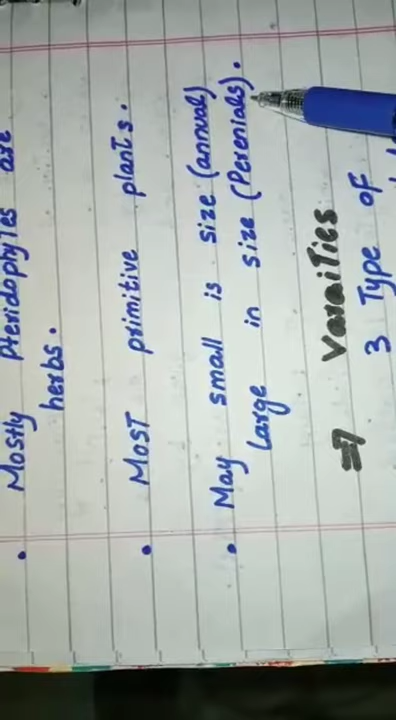 • Mostly Pteridophytes are
herbs.
• Most primitive plants.
• May small is size (annual)
Large in size (Perenials).
⇒ Varaities
3 Type of